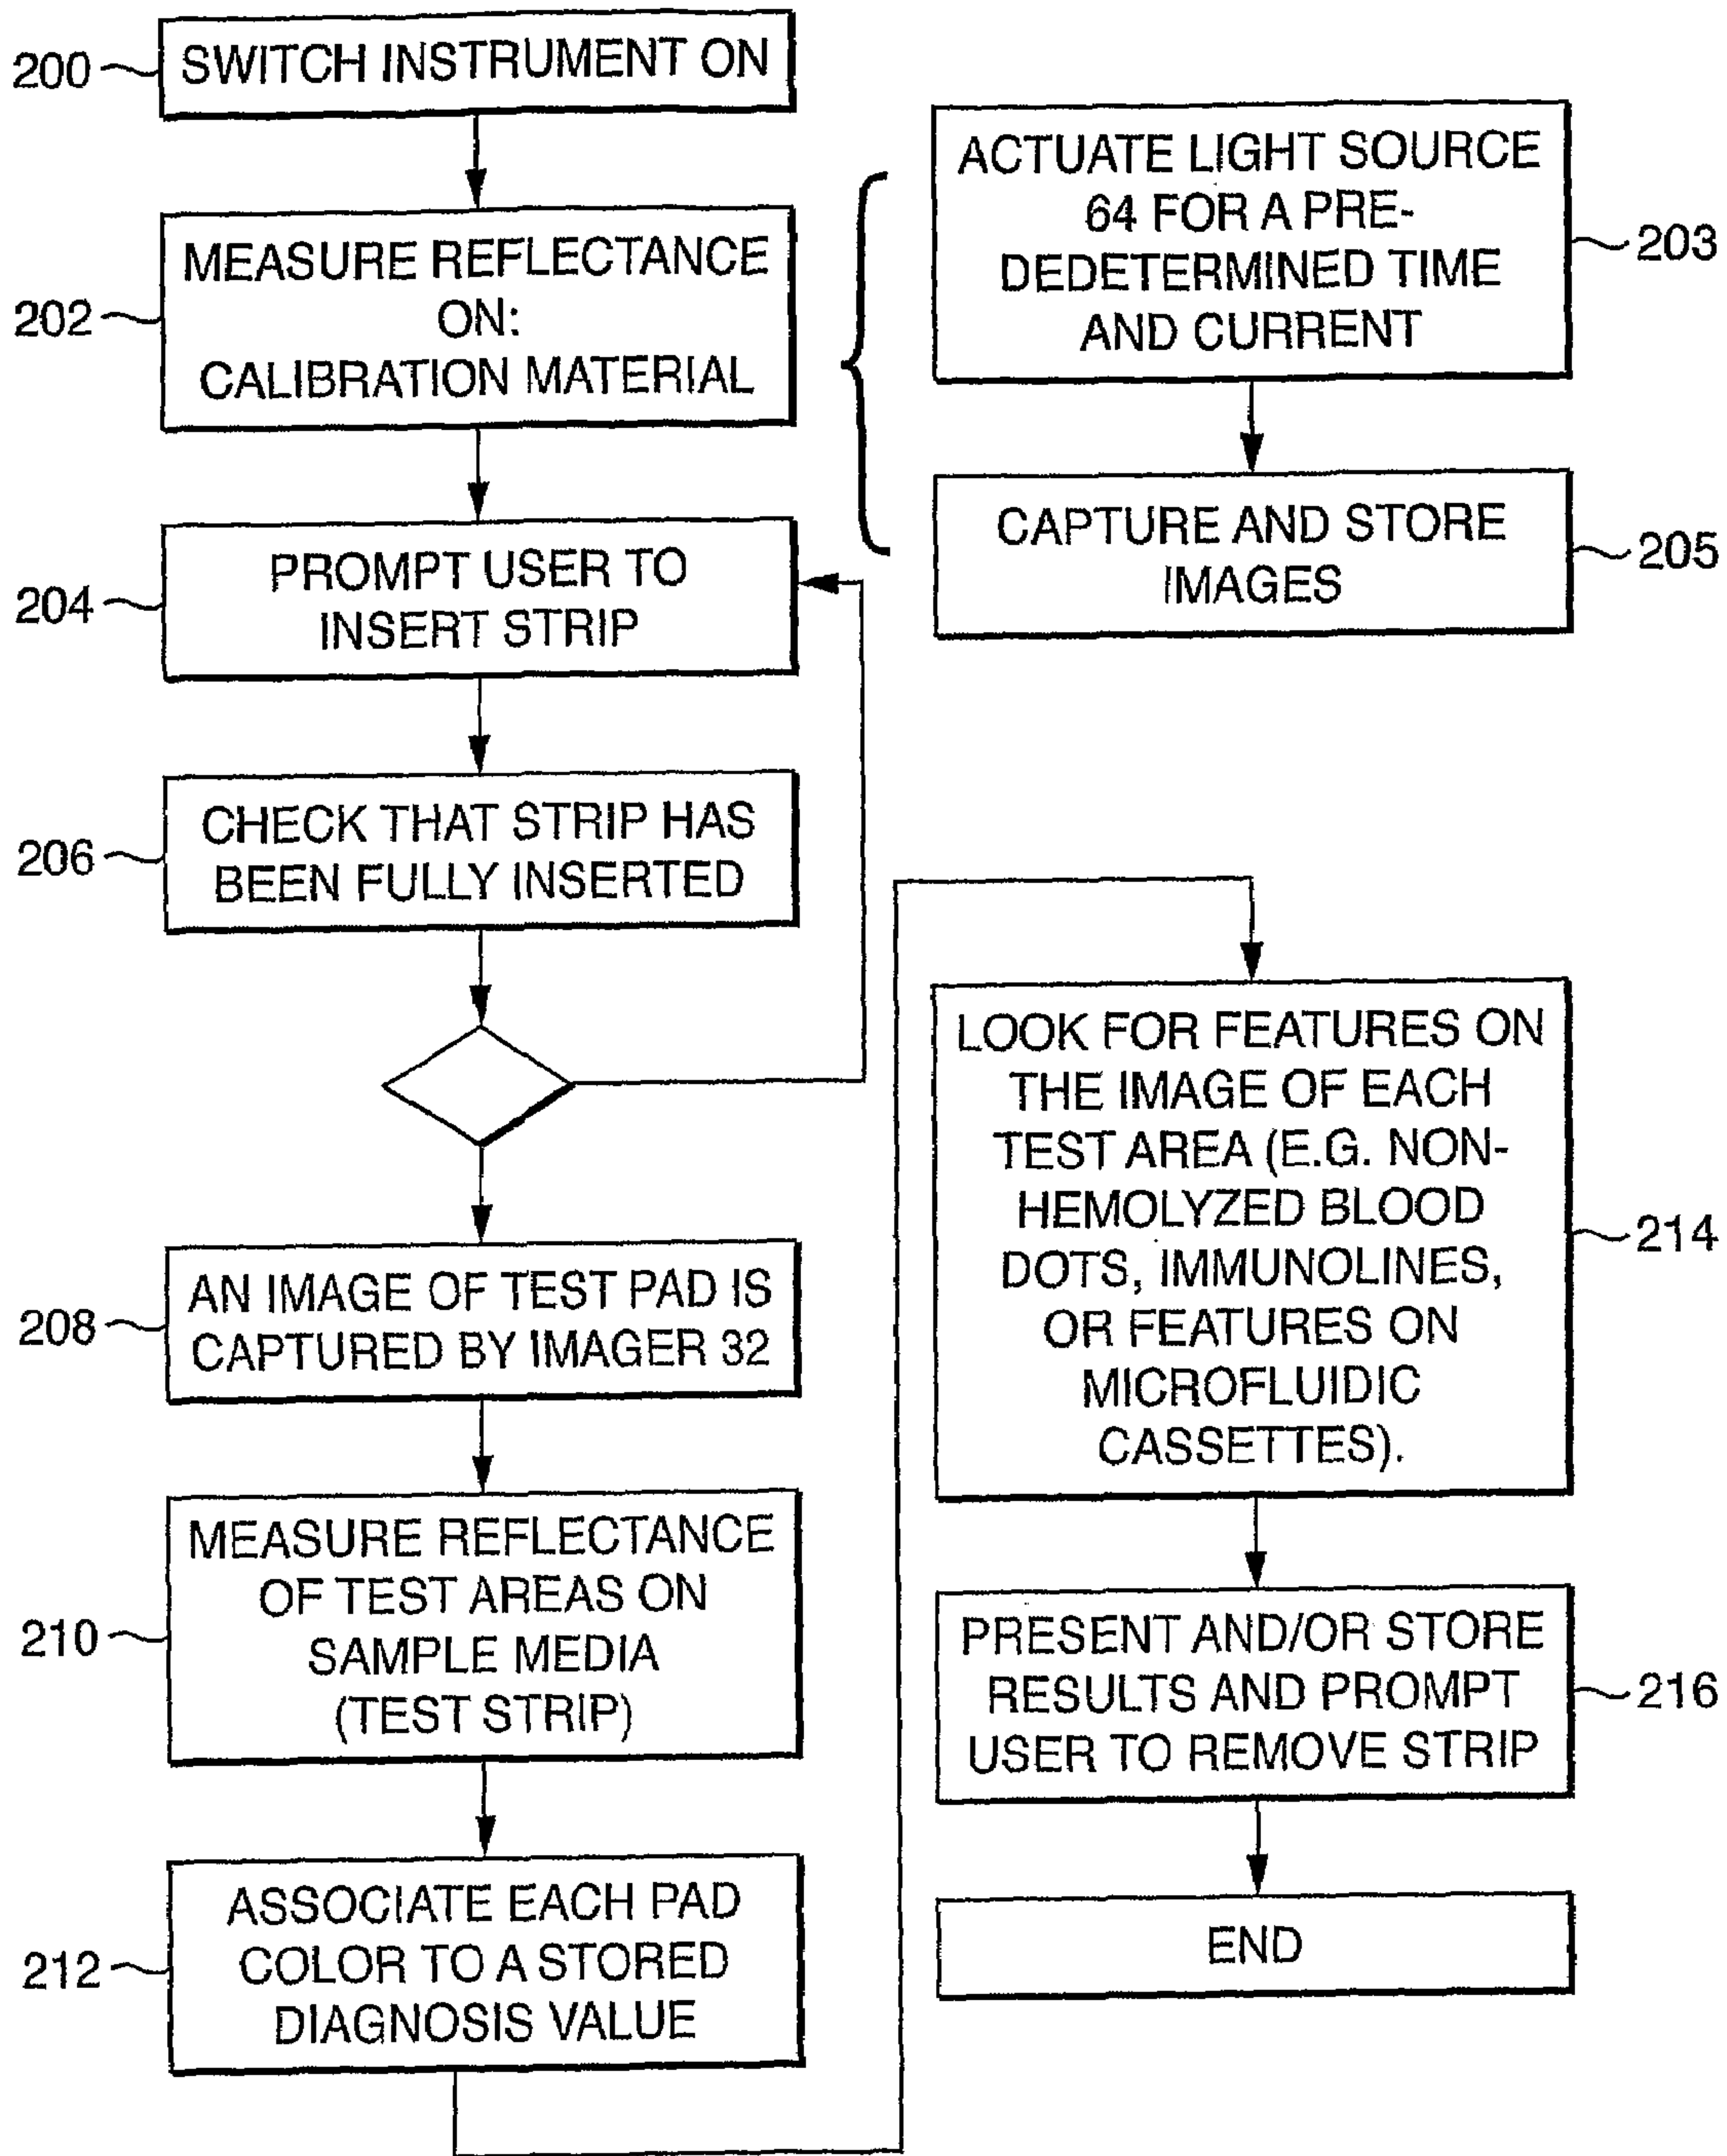 200
SWITCH INSTRUMENT ON
202
MEASURE REFLECTANCE
ON:
CALIBRATION MATERIAL
ACTUATE LIGHT SOURCE
64 FOR A PRE-
DEDETERMINED TIME
AND CURRENT
203
CAPTURE AND STORE
IMAGES
205
204
PROMPT USER TO
INSERT STRIP
206
CHECK THAT STRIP HAS
BEEN FULLY INSERTED
208
AN IMAGE OF TEST PAD IS
CAPTURED BY IMAGER 32
210
MEASURE REFLECTANCE
OF TEST AREAS ON
SAMPLE MEDIA
(TEST STRIP)
212
ASSOCIATE EACH PAD
COLOR TO A STORED
DIAGNOSIS VALUE
LOOK FOR FEATURES ON
THE IMAGE OF EACH
TEST AREA (E.G. NON-
HEMOLYZED BLOOD
DOTS, IMMUNOLINES,
OR FEATURES ON
MICROFLUIDIC
CASSETTES).
214
PRESENT AND/OR STORE
RESULTS AND PROMPT
USER TO REMOVE STRIP
216
END